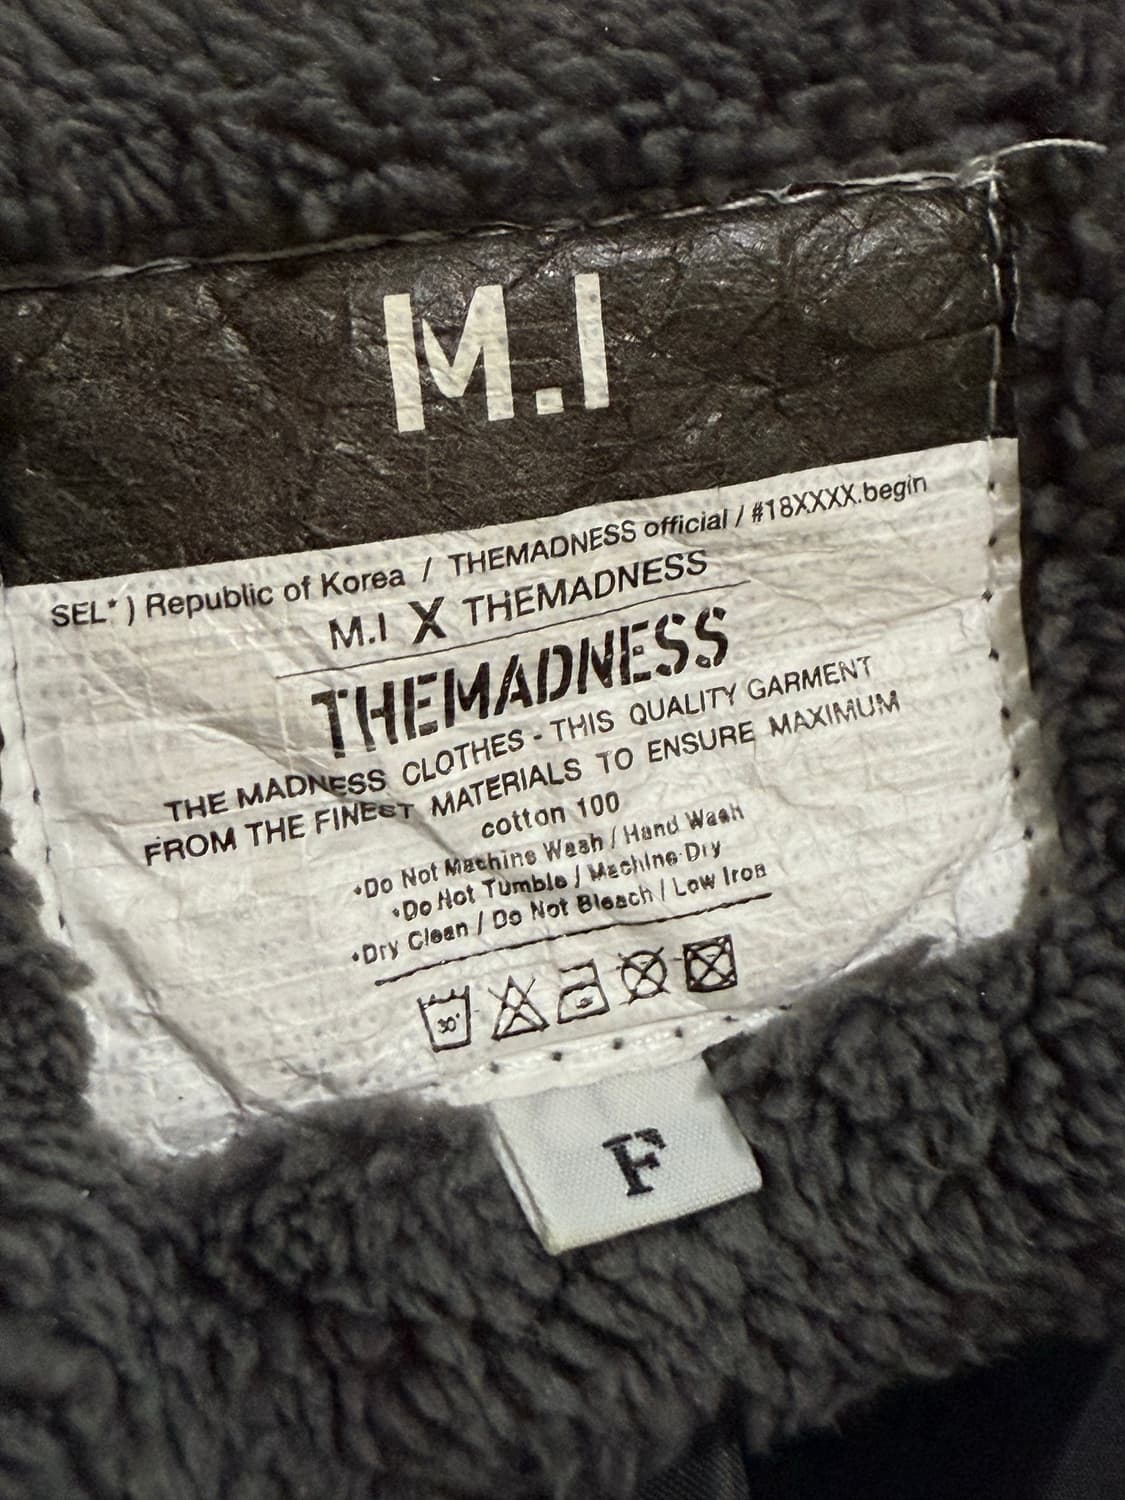 M.I
SEL* ) Republic of Korea / THEMADNESS official / #18XXXX.begin
M.I X THEMADNESS
THEMADNESS
THE MADNESS CLOTHES - THIS QUALITY GARMENT
FROM THE FINEST MATERIALS TO ENSURE MAXIMUM
cotton 100
•Do Not Machine Wash / Hand Wash
•Do Not Tumble / Machine Dry
•Dry Clean / Do Not Bleach / Low Iron
30°
F